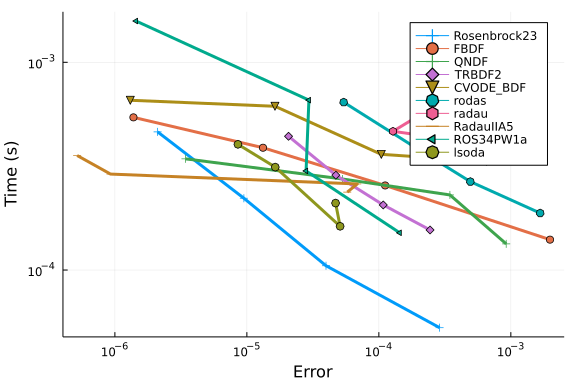 Time (s)
10⁻³
10⁻⁴
Rosenbrock23
FBDF
QNDF
TRBDF2
CVODE_BDF
rodas
radau
RadauIIA5
ROS34PW1a
lsoda
10⁻⁶ 10⁻⁵ 10⁻⁴ 10⁻³
Error